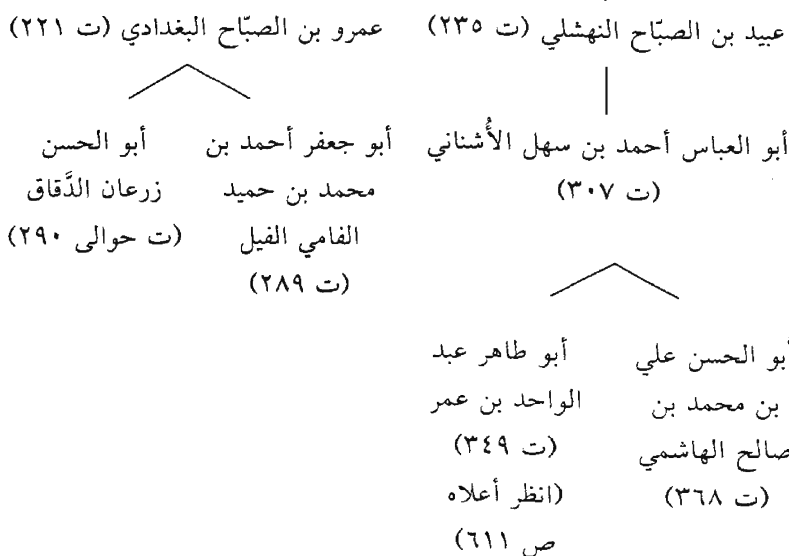 عبيد بن الصبّاح النهشلي (ت ٢٣٥)
عمرو بن الصبّاح البغدادي (ت ٢٢١)
أبو العباس أحمد بن سهل الأُشناني
(ت ٣٠٧)
أبو جعفر أحمد بن
محمد بن حميد
الفامي الفيل
(ت ٢٨٩)
أبو الحسن
زرعان الدَّقاق
(ت حوالى ٢٩٠)
أبو الحسن علي
بن محمد بن
صالح الهاشمي
(ت ٣٦٨)
أبو طاهر عبد
الواحد بن عمر
(ت ٣٤٩)
(انظر أعلاه
ص ٦١١)